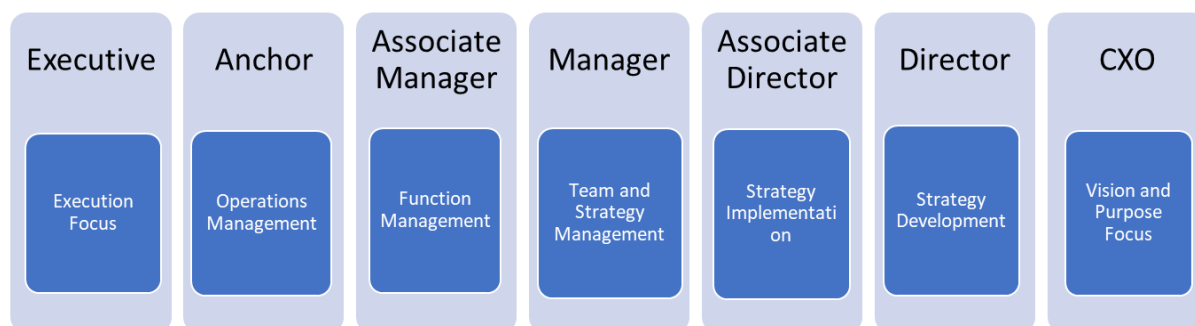 Executive
Execution
Focus
Anchor
Operations
Management
Associate
Manager
Function
Management
Manager
Team and
Strategy
Management
Associate
Director
Strategy
Implementati
on
Director
Strategy
Development
CXO
Vision and
Purpose
Focus